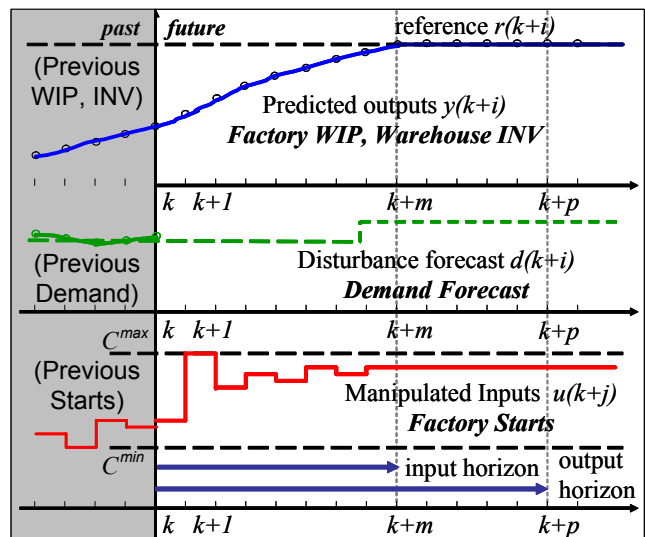 past future reference r(k+i)
(Previous
WIP, INV)
Predicted outputs y(k+i)
Factory WIP, Warehouse INV
k k+1 k+m k+p
(Previous
Demand)
Disturbance forecast d(k+i)
Demand Forecast
k k+1 k+m k+p
C^max
(Previous
Starts)
Manipulated Inputs u(k+j)
Factory Starts
C^min
input horizon
output
horizon
k k+1 k+m k+p